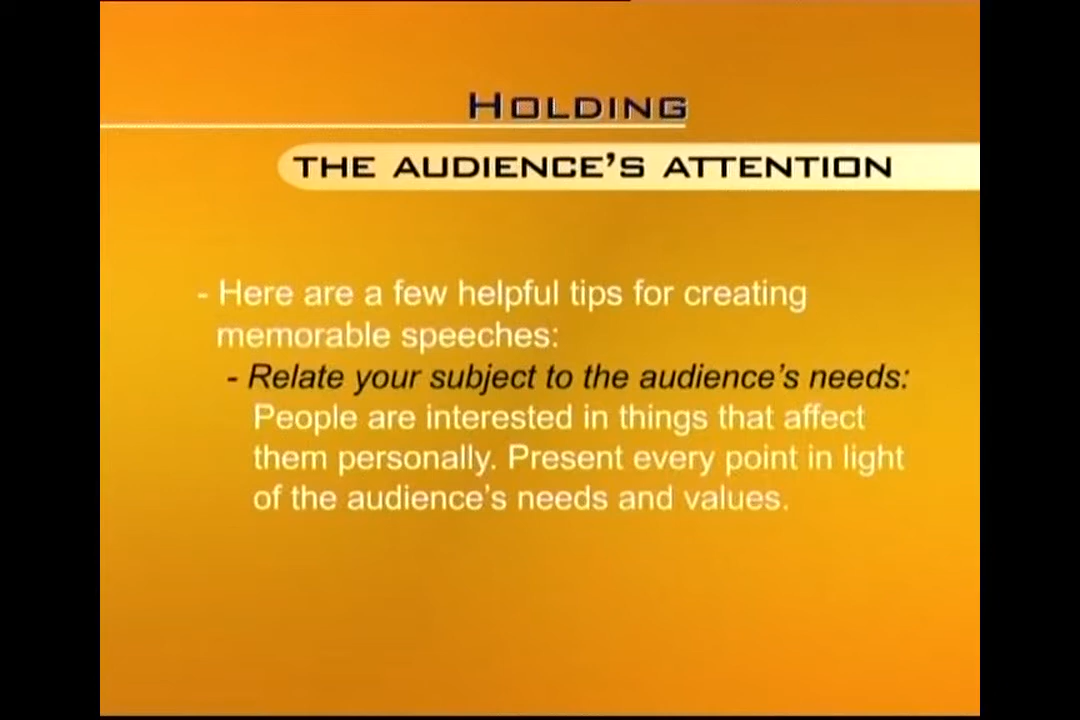 HOLDING
THE AUDIENCE'S ATTENTION
- Here are a few helpful tips for creating
memorable speeches:
- Relate your subject to the audience's needs:
People are interested in things that affect
them personally. Present every point in light
of the audience's needs and values.